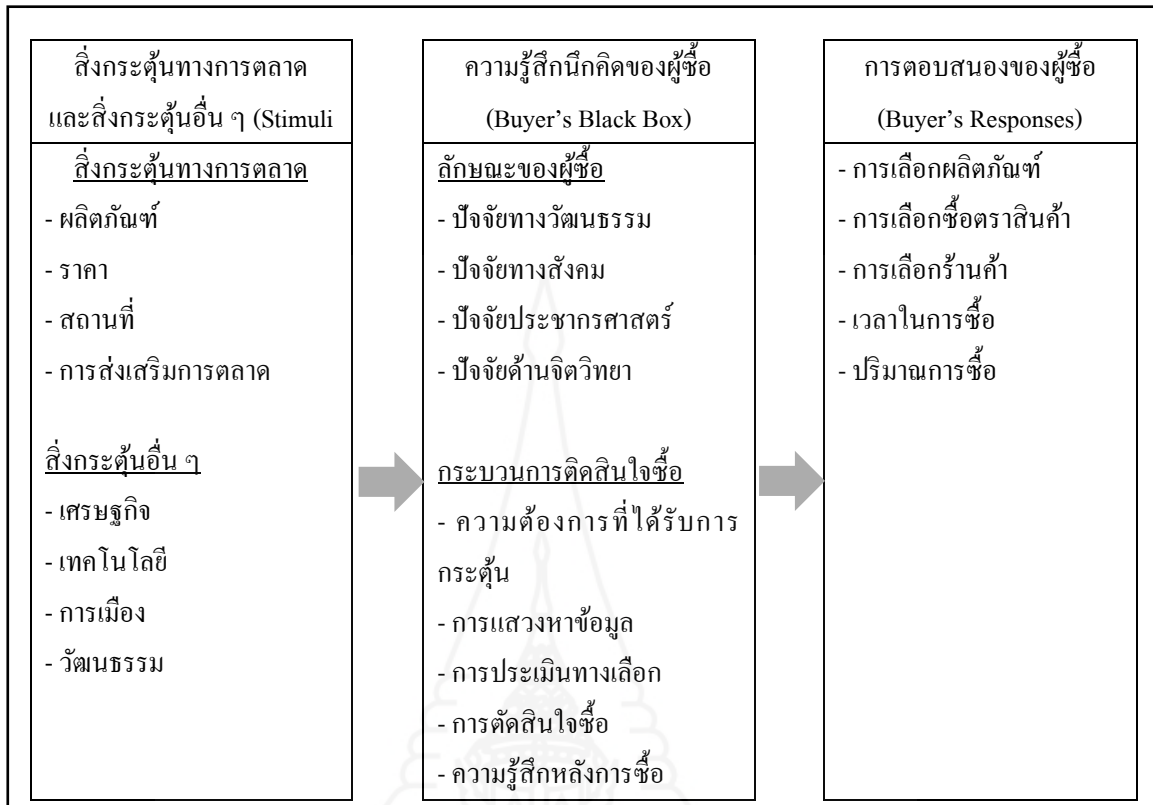 สิ่งกระตุ้นทางการตลาด
และสิ่งกระตุ้นอื่น ๆ (Stimuli
สิ่งกระตุ้นทางการตลาด
- ผลิตภัณฑ์
- ราคา
- สถานที่
- การส่งเสริมการตลาด
สิ่งกระตุ้นอื่น ๆ
- เศรษฐกิจ
- เทคโนโลยี
- การเมือง
- วัฒนธรรม
ความรู้สึกนึกคิดของผู้ซื้อ
(Buyer’s Black Box)
ลักษณะของผู้ซื้อ
- ปัจจัยทางวัฒนธรรม
- ปัจจัยทางสังคม
- ปัจจัยประชากรศาสตร์
- ปัจจัยด้านจิตวิทยา
กระบวนการติดสินใจซื้อ
- ความต้องการที่ได้รับการ
กระตุ้น
- การแสวงหาข้อมูล
- การประเมินทางเลือก
- การตัดสินใจซื้อ
- ความรู้สึกหลังการซื้อ
การตอบสนองของผู้ซื้อ
(Buyer’s Responses)
- การเลือกผลิตภัณฑ์
- การเลือกซื้อตราสินค้า
- การเลือกร้านค้า
- เวลาในการซื้อ
- ปริมาณการซื้อ